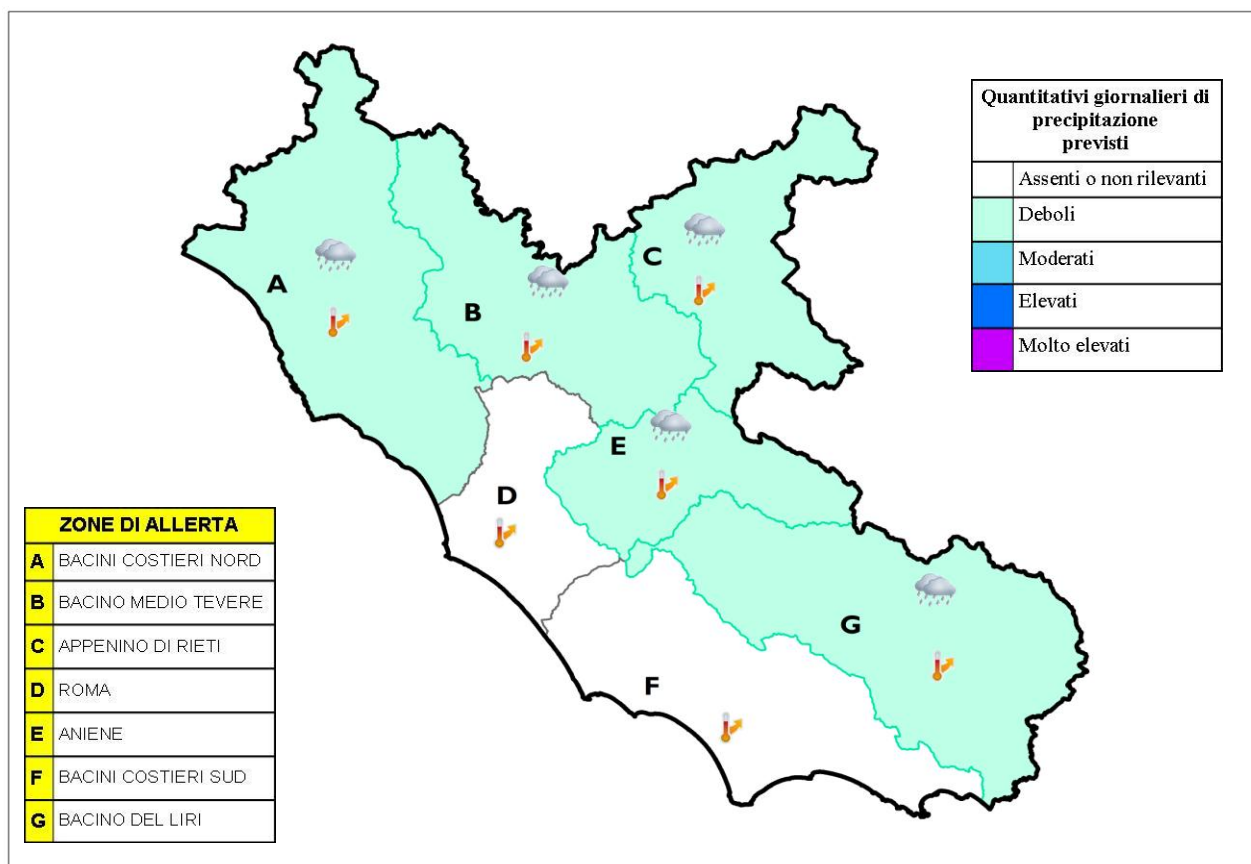 Quantitativi giornalieri di
precipitazione
previsti
Assenti o non rilevanti
Deboli
Moderati
Elevati
Molto elevati
A
B
C
D
E
F
G
ZONE DI ALLERTA
A BACINI COSTIERI NORD
B BACINO MEDIO TEVERE
C APPENINO DI RIETI
D ROMA
E ANIENE
F BACINI COSTIERI SUD
G BACINO DEL LIRI